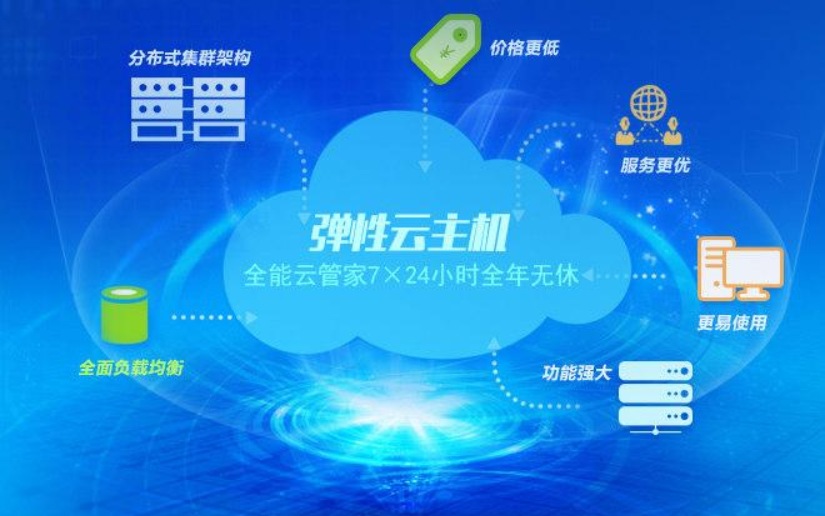 分布式集群架构
价格更低
服务更优
弹性云主机
全能云管家7×24小时全年无休
更易使用
全面负载均衡
功能强大